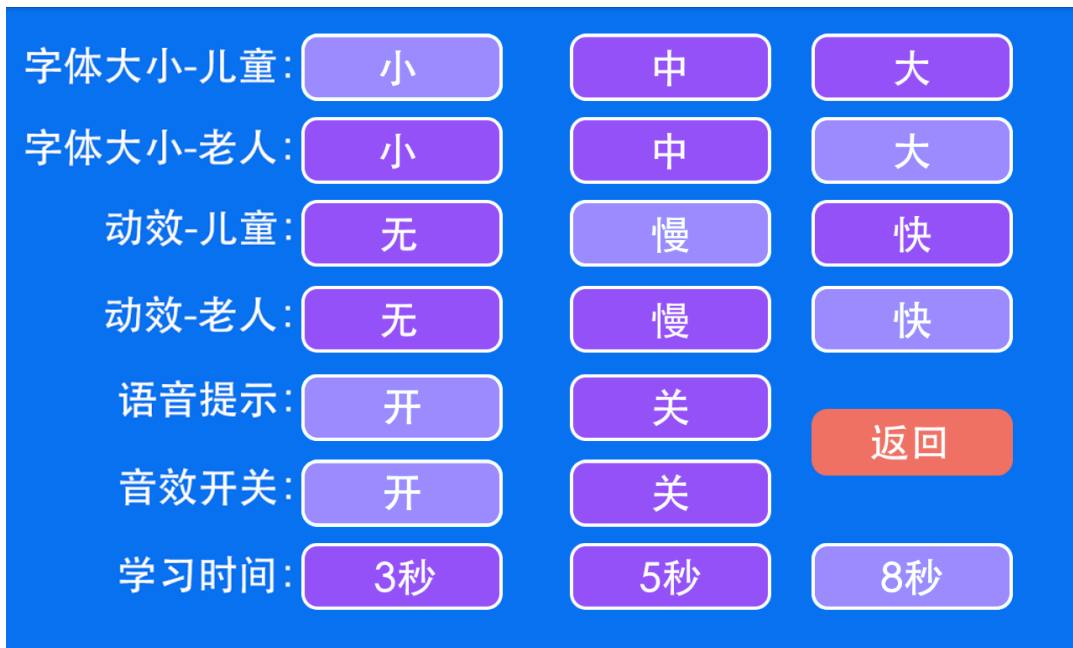 字体大小-儿童： 小 中 大
字体大小-老人： 小 中 大
动效-儿童： 无 慢 快
动效-老人： 无 慢 快
语音提示： 开 关
返回
音效开关： 开 关
学习时间： 3秒 5秒 8秒